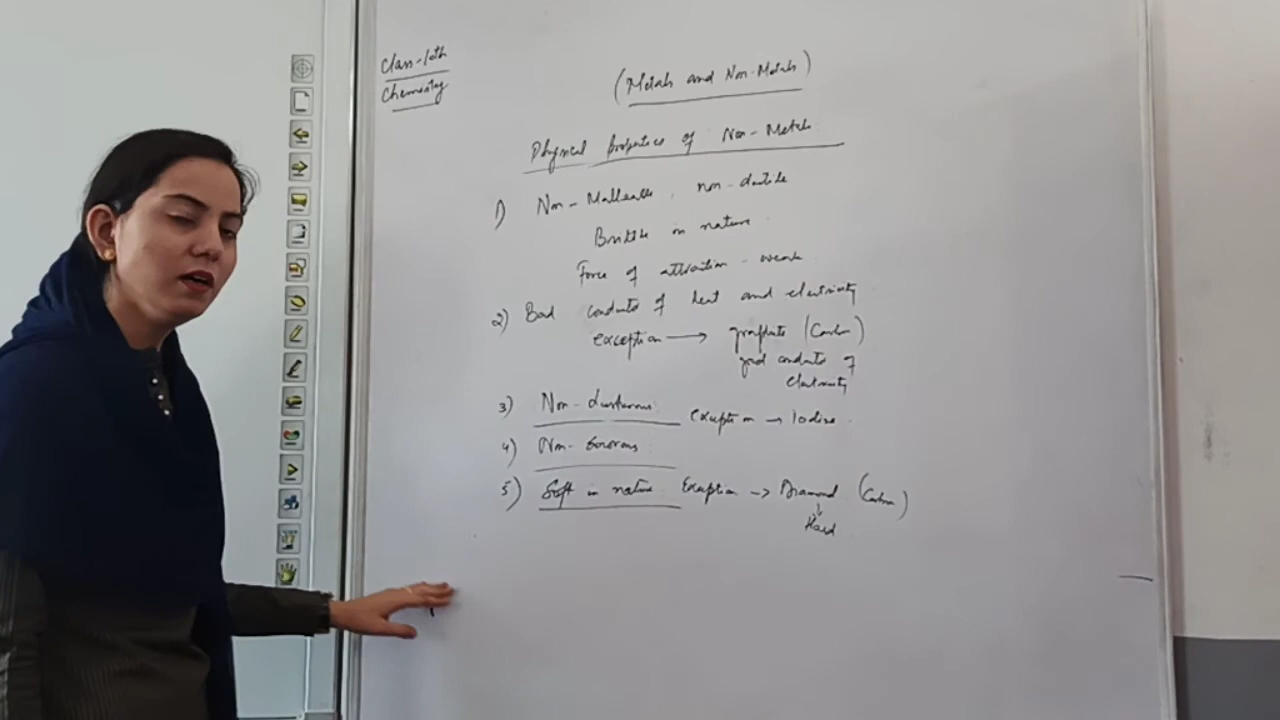 Class-10th
Chemistry
(Metals and Non-Metals)
Physical Properties of Non-Metals
1) Non-Malleable, non-ductile
Brittle in nature
Force of attraction - weak
2) Bad conducts of heat and electricity
exception → graphite (Carbon)
good conducts of
electricity
3) Non-Lustrous exception → Iodine.
4) Non-Sonorous
5) Soft in nature Exception → Diamond (Carbon)
↓
Hard